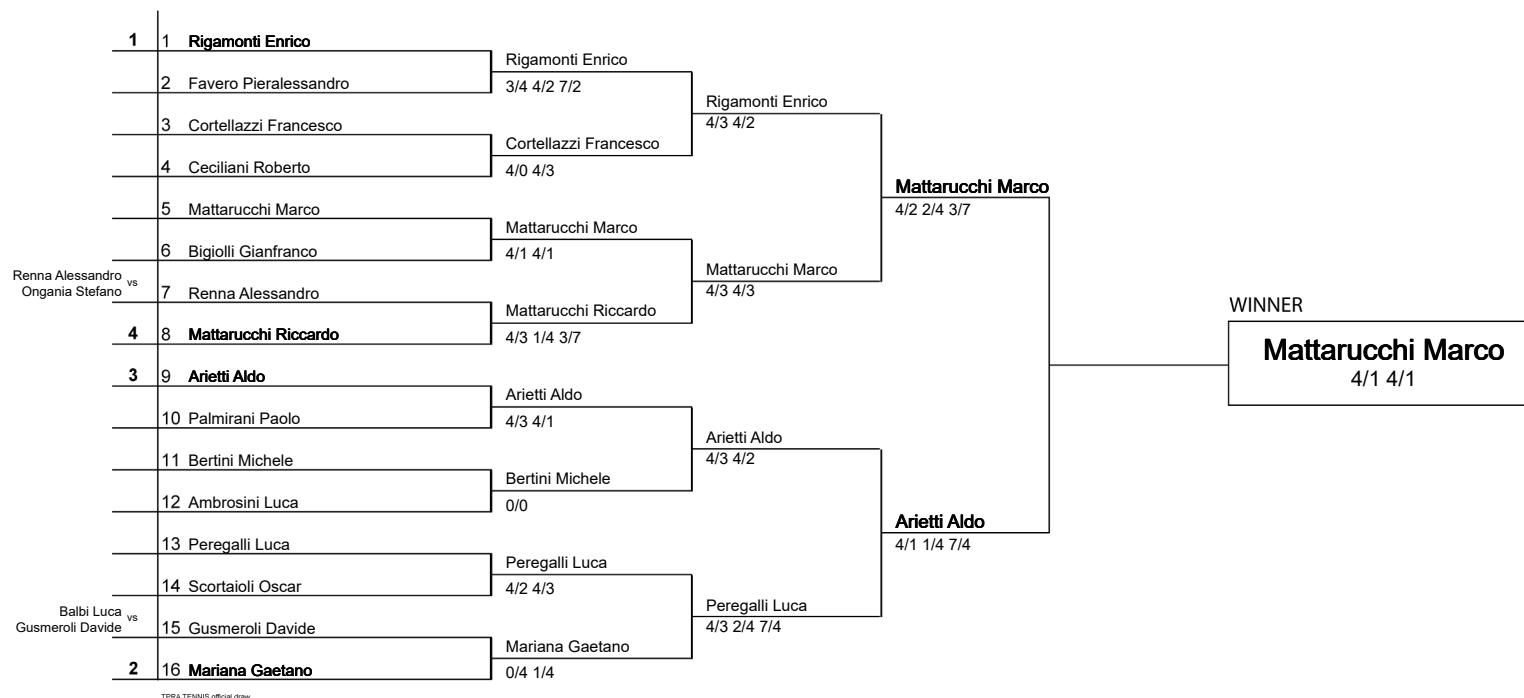 1 1 Rigamonti Enrico
2 Favero Pieralessandro
3 Cortellazzi Francesco
4 Ceciliani Roberto
5 Mattarucchi Marco
6 Bigiolli Gianfranco
Renna Alessandro vs
Ongania Stefano
7 Renna Alessandro
4 8 Mattarucchi Riccardo
3 9 Arietti Aldo
10 Palmirani Paolo
11 Bertini Michele
12 Ambrosini Luca
13 Peregalli Luca
14 Scortaioli Oscar
Balbi Luca vs
Gusmeroli Davide
15 Gusmeroli Davide
2 16 Mariana Gaetano
TPRA TENNIS official draw
Rigamonti Enrico
3/4 4/2 7/2
Cortellazzi Francesco
4/0 4/3
Mattarucchi Marco
4/1 4/1
Mattarucchi Riccardo
4/3 1/4 3/7
Arietti Aldo
4/3 4/1
Bertini Michele
0/0
Peregalli Luca
4/2 4/3
Mariana Gaetano
0/4 1/4
Rigamonti Enrico
4/3 4/2
Mattarucchi Marco
4/3 4/3
Arietti Aldo
4/3 4/2
Peregalli Luca
4/3 2/4 7/4
Mattarucchi Marco
4/2 2/4 3/7
Arietti Aldo
4/1 1/4 7/4
WINNER
Mattarucchi Marco
4/1 4/1